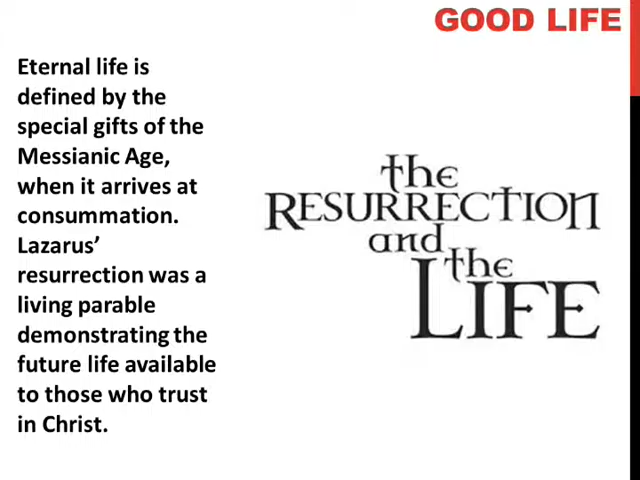 GOOD LIFE
Eternal life is
defined by the
special gifts of the
Messianic Age,
when it arrives at
consummation.
Lazarus’
resurrection was a
living parable
demonstrating the
future life available
to those who trust
in Christ.
the
RESURRECTION
and the
LIFE